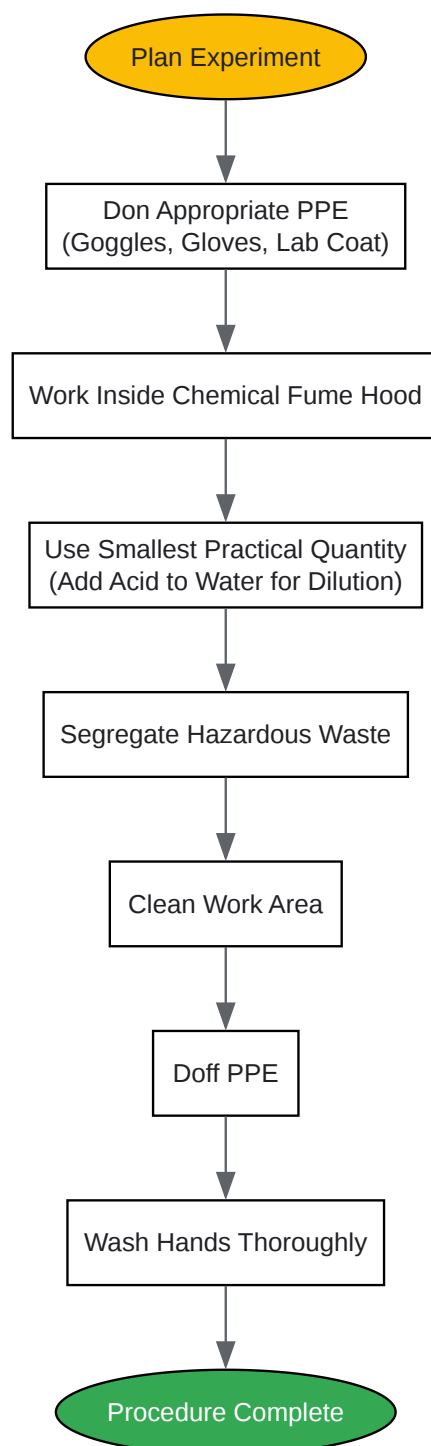 Plan Experiment
Don Appropriate PPE
(Goggles, Gloves, Lab Coat)
Work Inside Chemical Fume Hood
Use Smallest Practical Quantity
(Add Acid to Water for Dilution)
Segregate Hazardous Waste
Clean Work Area
Doff PPE
Wash Hands Thoroughly
Procedure Complete